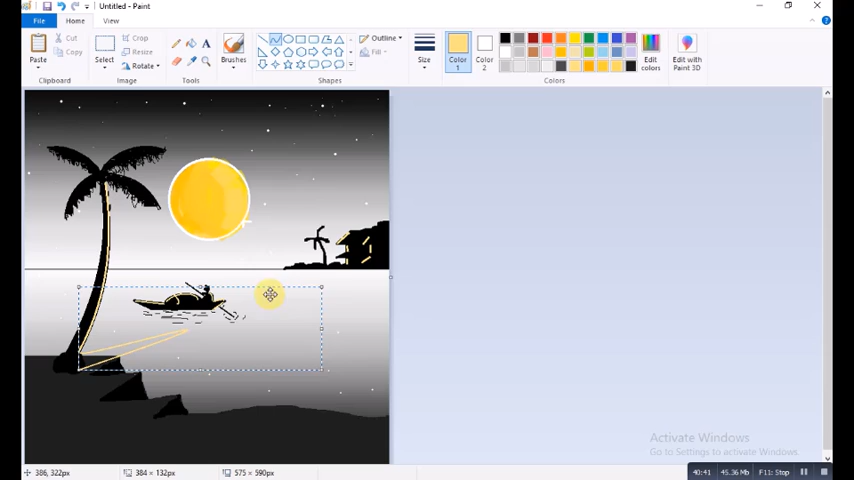 Untitled - Paint
File
Home
View
Paste
Cut
Copy
Clipboard
Select
Crop
Resize
Rotate
Image
Tools
Brushes
Shapes
Outline
Fill
Size
Color 1
Color 2
Edit colors
Edit with Paint 3D
Colors
Activate Windows
Go to Settings to activate Windows.
386, 322px
384 × 132px
575 × 590px
40:41
45.36 Mb
F11: Stop